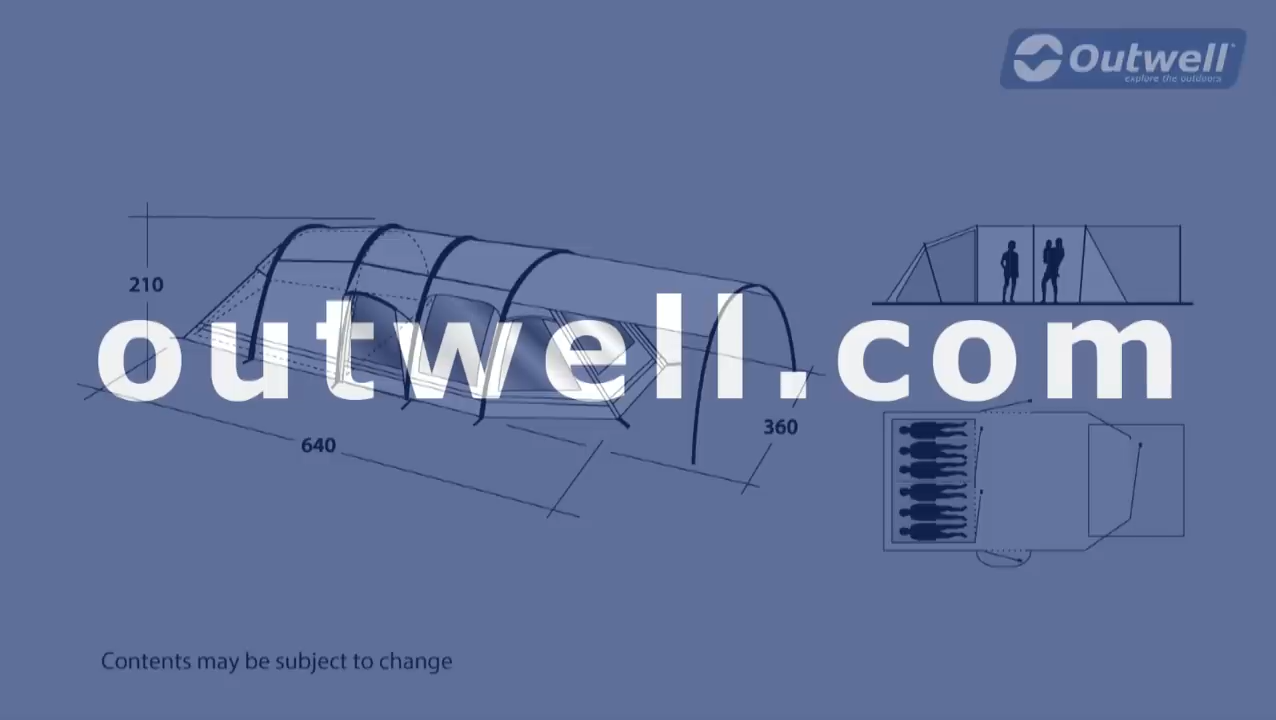 Outwell
explore the outdoors
210
outwell.com
360
640
Contents may be subject to change